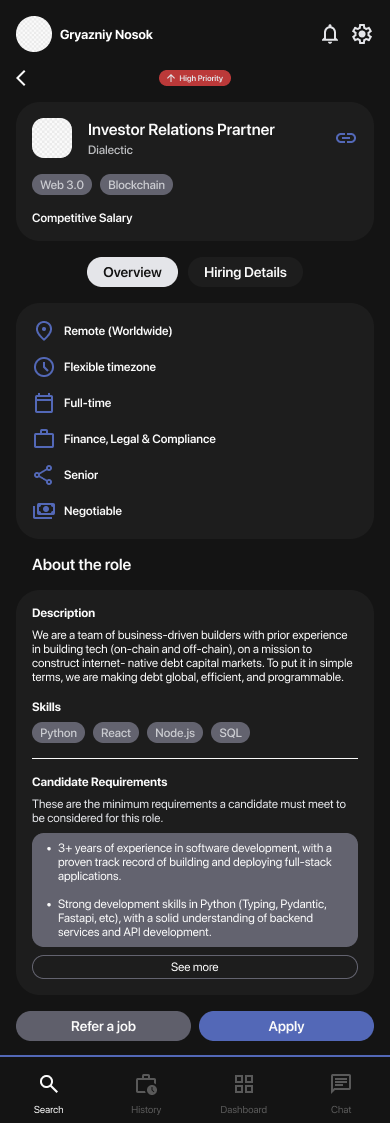 Gryazniy Nosok
High Priority
Investor Relations Prartner
Dialectic
Web 3.0 Blockchain
Competitive Salary
Overview Hiring Details
Remote (Worldwide)
Flexible timezone
Full-time
Finance, Legal & Compliance
Senior
Negotiable
About the role
Description
We are a team of business-driven builders with prior experience
in building tech (on-chain and off-chain), on a mission to
construct internet- native debt capital markets. To put it in simple
terms, we are making debt global, efficient, and programmable.
Skills
Python React Node.js SQL
Candidate Requirements
These are the minimum requirements a candidate must meet to
be considered for this role.
• 3+ years of experience in software development, with a
proven track record of building and deploying full-stack
applications.
• Strong development skills in Python (Typing, Pydantic,
Fastapi, etc), with a solid understanding of backend
services and API development.
See more
Refer a job Apply
Search History Dashboard Chat